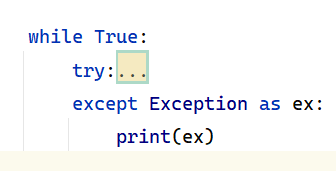 while True:
    try:...
    except Exception as ex:
        print(ex)